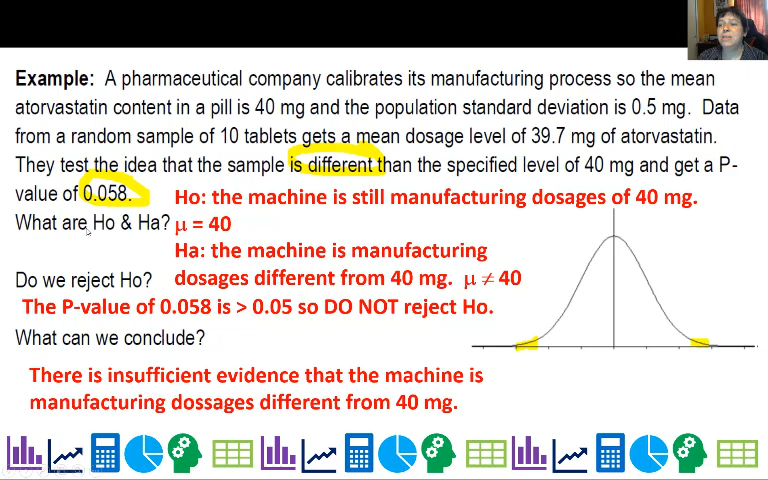 Example:  A pharmaceutical company calibrates its manufacturing process so the mean
atorvastatin content in a pill is 40 mg and the population standard deviation is 0.5 mg.  Data
from a random sample of 10 tablets gets a mean dosage level of 39.7 mg of atorvastatin.
They test the idea that the sample is different than the specified level of 40 mg and get a P-
value of 0.058.
Ho: the machine is still manufacturing dosages of 40 mg.
What are Ho & Ha?
μ = 40
Ha: the machine is manufacturing
dosages different from 40 mg.  μ ≠ 40
Do we reject Ho?
The P-value of 0.058 is > 0.05 so DO NOT reject Ho.
What can we conclude?
There is insufficient evidence that the machine is
manufacturing dossages different from 40 mg.